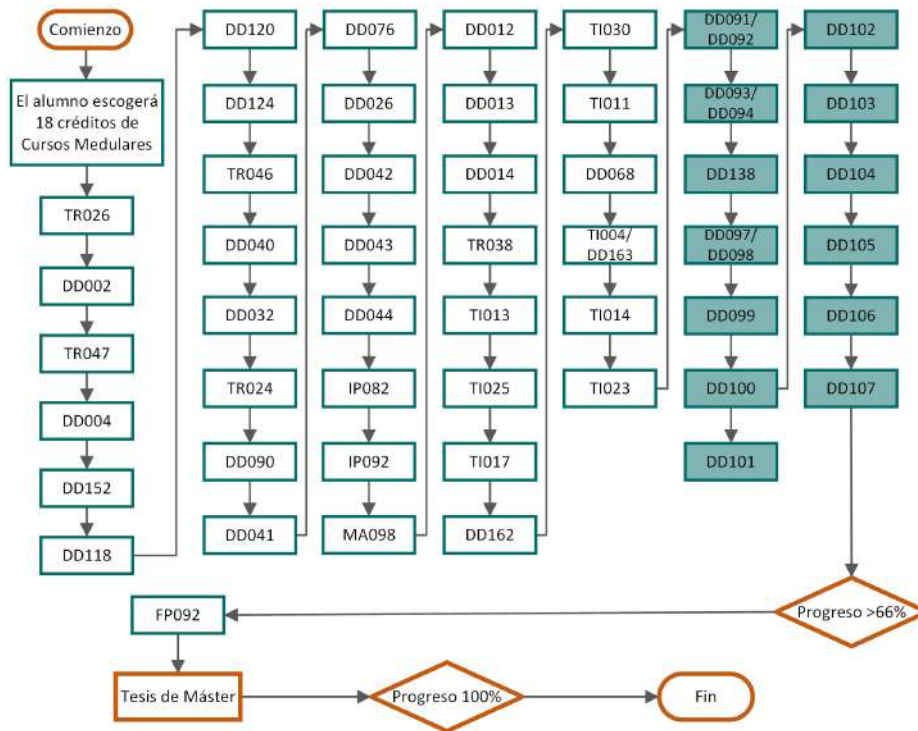 Comienzo
El alumno escogerá
18 créditos de
Cursos Medulares
TR026
DD002
TR047
DD004
DD152
DD118
DD120
DD124
TR046
DD040
DD032
TR024
DD090
DD041
DD076
DD026
DD042
DD043
DD044
IP082
IP092
MA098
DD012
DD013
DD014
TR038
TI013
TI025
TI017
DD162
TI030
TI011
DD068
TI004/
DD163
TI014
TI023
DD091/
DD092
DD093/
DD094
DD138
DD097/
DD098
DD099
DD100
DD101
DD102
DD103
DD104
DD105
DD106
DD107
Progreso >66%
FP092
Tesis de Máster
Progreso 100%
Fin